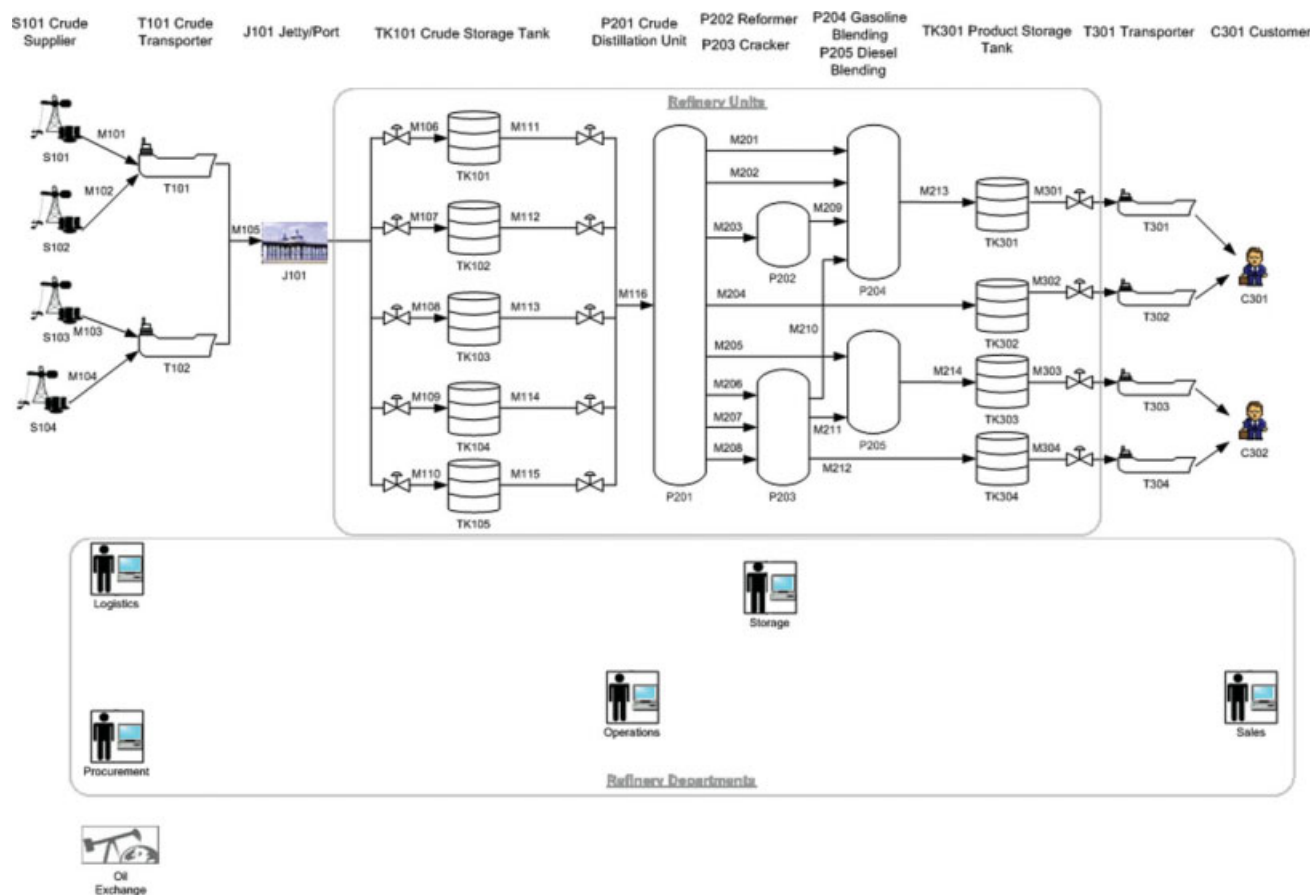 S101 Crude
Supplier
T101 Crude
Transporter
J101 Jetty/Port
TK101 Crude Storage Tank
P201 Crude
Distillation Unit
P202 Reformer
P203 Cracker
P204 Gasoline
Blending
P205 Diesel
Blending
TK301 Product Storage
Tank
T301 Transporter
C301 Customer
Refinery Units
S101
M101
S102
M102
S103
M103
S104
M104
T101
T102
M105
J101
M106
TK101
M111
M107
TK102
M112
M108
TK103
M113
M109
TK104
M114
M110
TK105
M115
M116
P201
M201
M202
M203
P202
M209
P204
M204
M210
M205
M206
M207
M208
P203
M211
P205
M212
M213
TK301
M301
T301
TK302
M302
T302
C301
M214
TK303
M303
T303
TK304
M304
T304
C302
Logistics
Storage
Procurement
Operations
Sales
Refinery Departments
Oil
Exchange